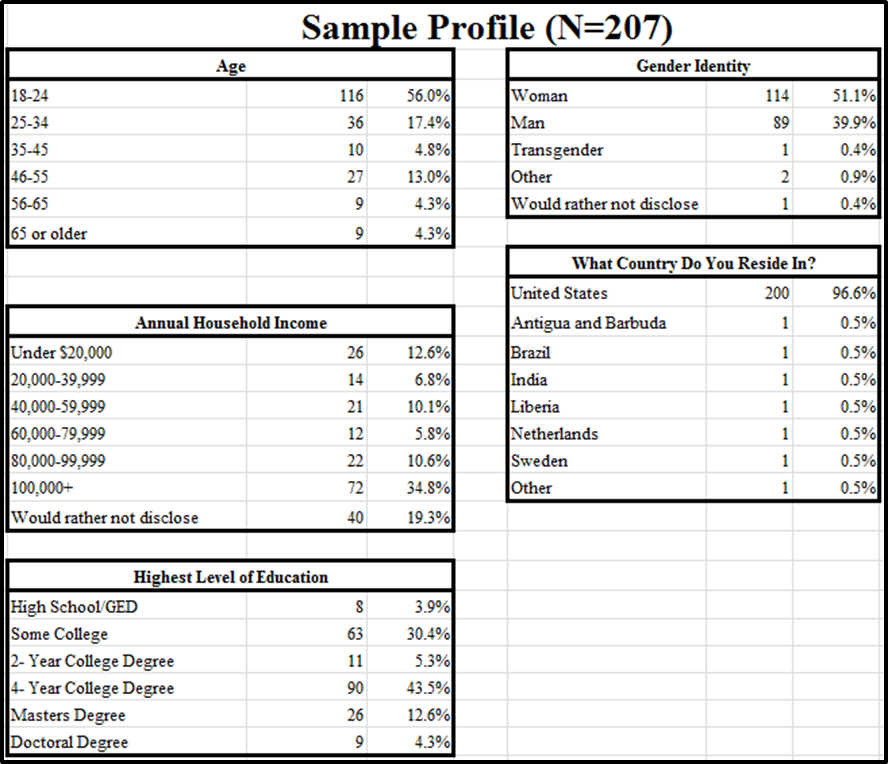 Sample Profile (N=207)
Age
18-24 116 56.0%
25-34 36 17.4%
35-45 10 4.8%
46-55 27 13.0%
56-65 9 4.3%
65 or older 9 4.3%
Annual Household Income
Under $20,000 26 12.6%
20,000-39,999 14 6.8%
40,000-59,999 21 10.1%
60,000-79,999 12 5.8%
80,000-99,999 22 10.6%
100,000+ 72 34.8%
Would rather not disclose 40 19.3%
Highest Level of Education
High School/GED 8 3.9%
Some College 63 30.4%
2- Year College Degree 11 5.3%
4- Year College Degree 90 43.5%
Masters Degree 26 12.6%
Doctoral Degree 9 4.3%
Gender Identity
Woman 114 51.1%
Man 89 39.9%
Transgender 1 0.4%
Other 2 0.9%
Would rather not disclose 1 0.4%
What Country Do You Reside In?
United States 200 96.6%
Antigua and Barbuda 1 0.5%
Brazil 1 0.5%
India 1 0.5%
Liberia 1 0.5%
Netherlands 1 0.5%
Sweden 1 0.5%
Other 1 0.5%